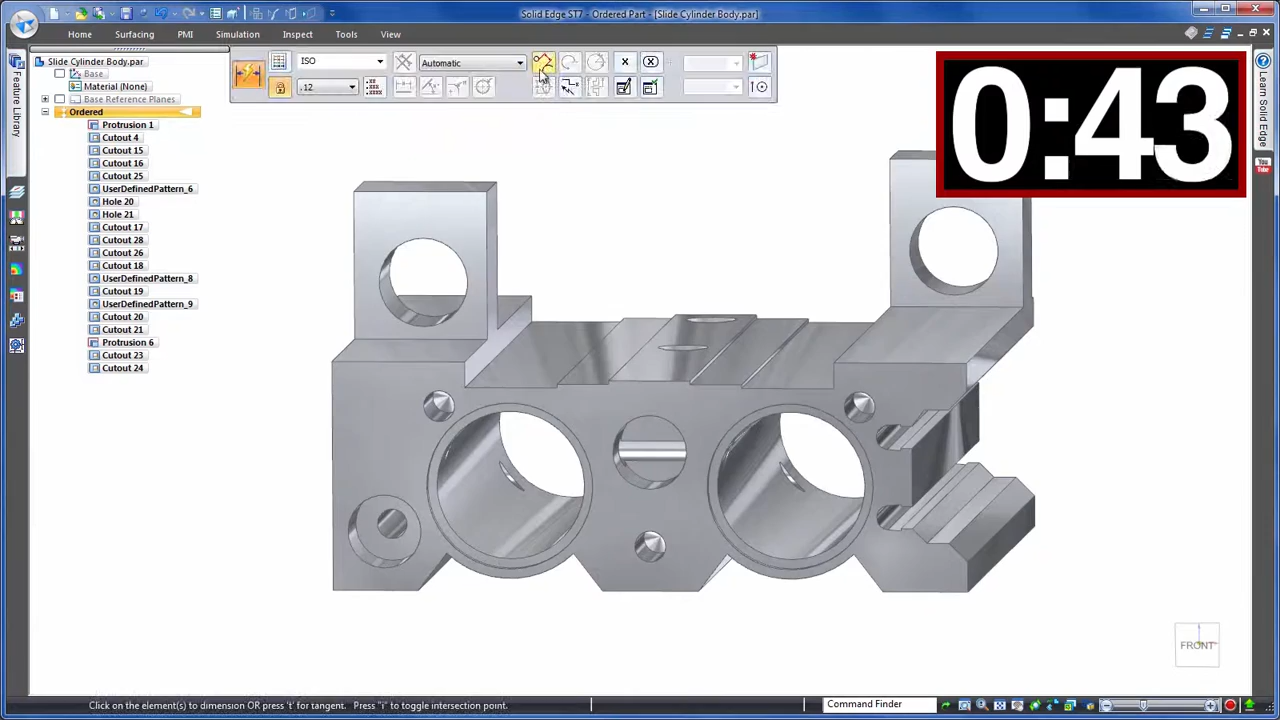 Solid Edge ST7 - Ordered Part - [Slide Cylinder Body.par]
Home Surfacing PMI Simulation Inspect Tools View
Slide Cylinder Body.par
Base
Material (None)
Base Reference Planes
Ordered
Protrusion 1
Cutout 4
Cutout 15
Cutout 16
Cutout 25
UserDefinedPattern_6
Hole 20
Hole 21
Cutout 17
Cutout 28
Cutout 26
Cutout 18
UserDefinedPattern_8
Cutout 19
UserDefinedPattern_9
Cutout 20
Cutout 21
Protrusion 6
Cutout 23
Cutout 24
Feature Library
ISO
Automatic
.12
0:43
Learn Solid Edge
You Tube
FRONT
Click on the element(s) to dimension OR press 't' for tangent. Press "i" to toggle intersection point.
Command Finder